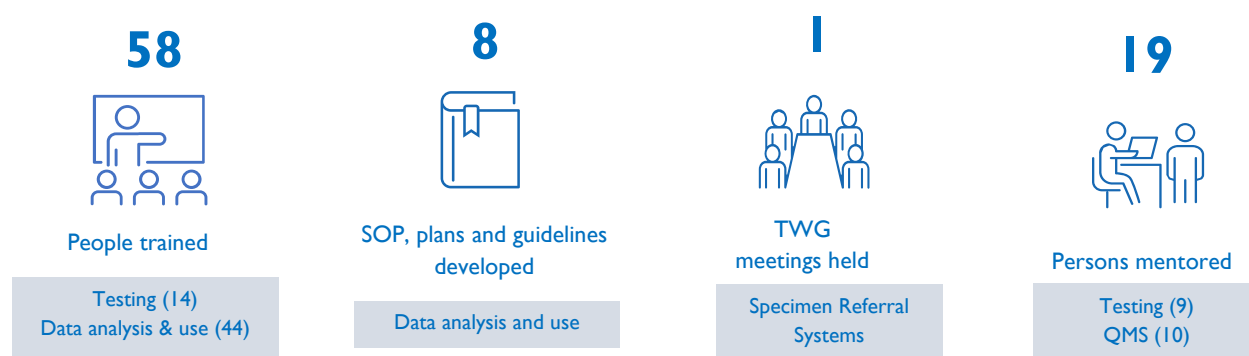 58
People trained
Testing (14)
Data analysis & use (44)
8
SOP, plans and guidelines
developed
Data analysis and use
1
TWG
meetings held
Specimen Referral
Systems
19
Persons mentored
Testing (9)
QMS (10)